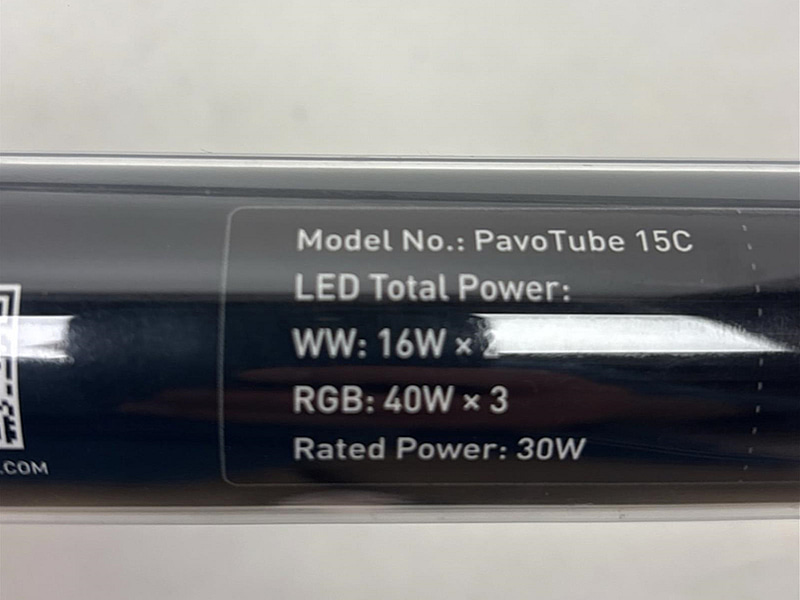 Model No.: PavoTube 15C
LED Total Power:
WW: 16W × 2
RGB: 40W × 3
Rated Power: 30W
.COM